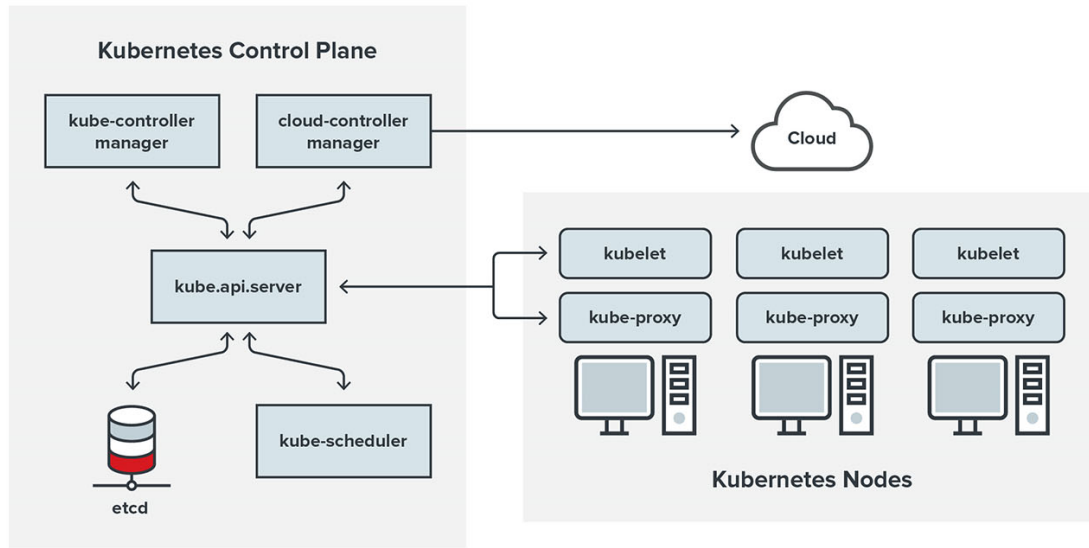 Kubernetes Control Plane
kube-controller
manager
cloud-controller
manager
Cloud
kube.api.server
kubelet
kubelet
kubelet
kube-proxy
kube-proxy
kube-proxy
etcd
kube-scheduler
Kubernetes Nodes